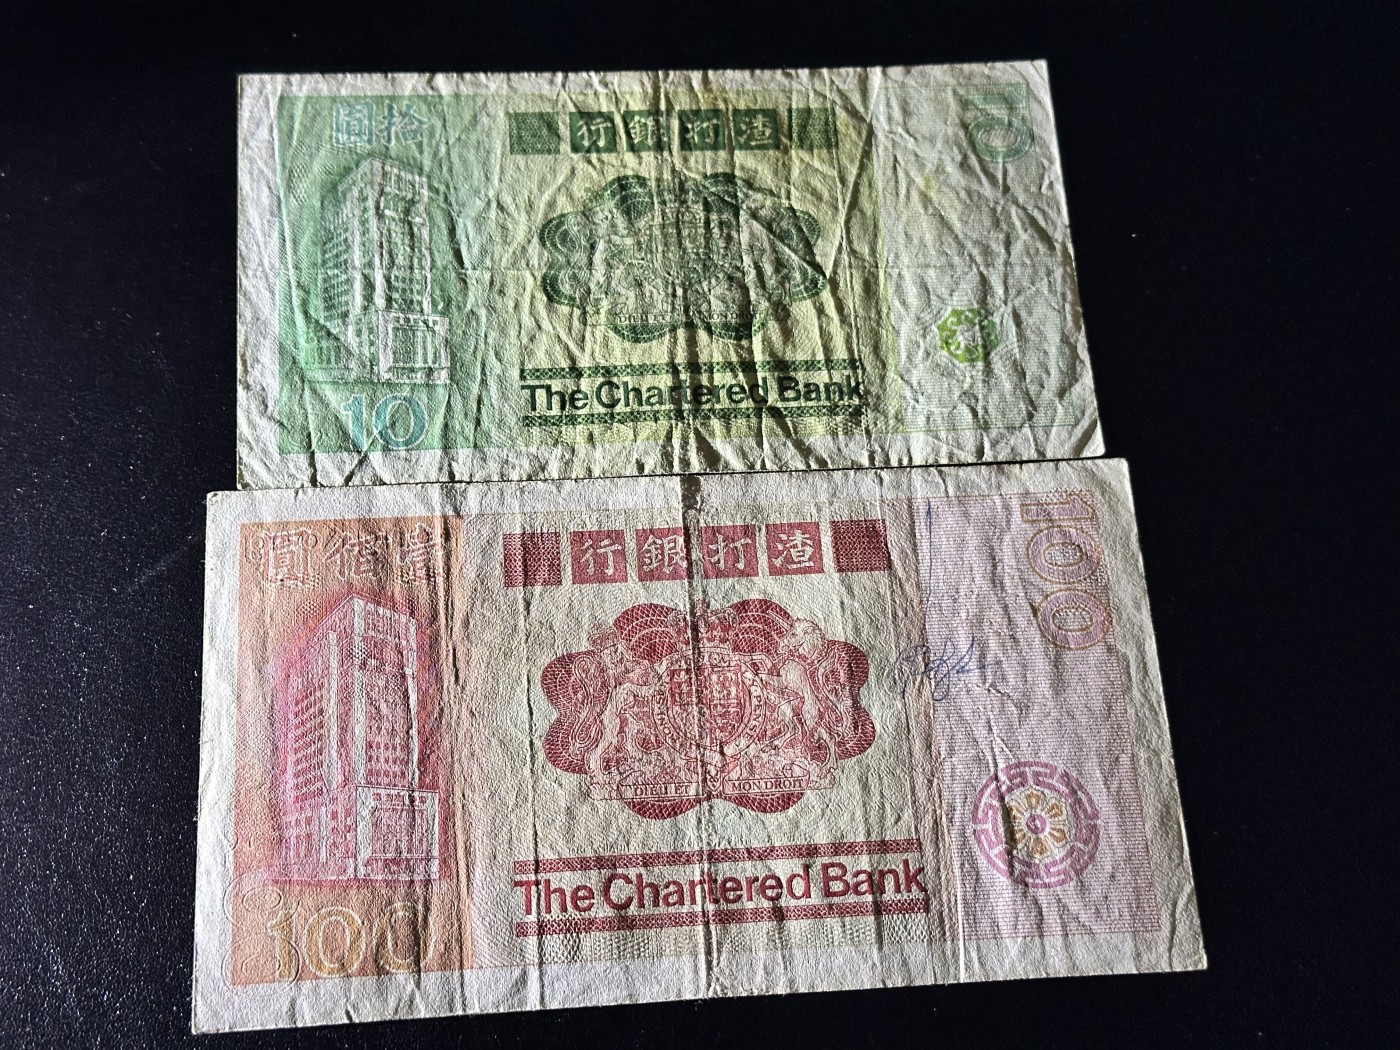 圓拾
行銀打渣
10
DIEU ET MON DROIT
The Chartered Bank
10
圓佰壹
行銀打渣
100
DIEU ET MON DROIT
The Chartered Bank
100